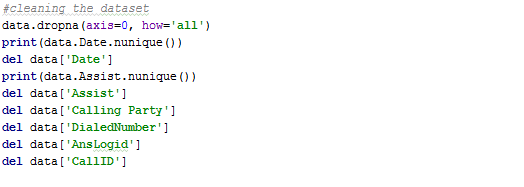 #cleaning the dataset
data.dropna(axis=0, how='all')
print(data.Date.nunique())
del data['Date']
print(data.Assist.nunique())
del data['Assist']
del data['Calling Party']
del data['DialedNumber']
del data['AnsLogid']
del data['CallID']